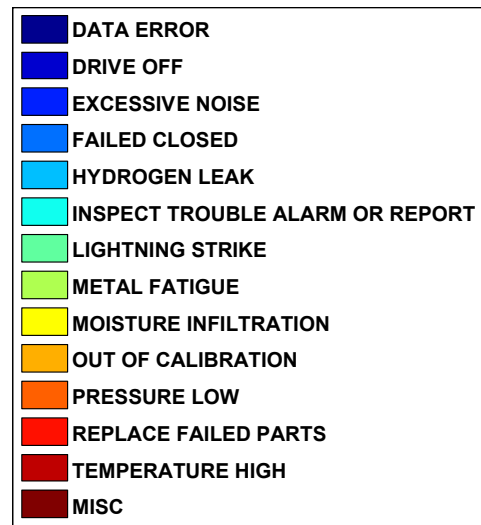 DATA ERROR
DRIVE OFF
EXCESSIVE NOISE
FAILED CLOSED
HYDROGEN LEAK
INSPECT TROUBLE ALARM OR REPORT
LIGHTNING STRIKE
METAL FATIGUE
MOISTURE INFILTRATION
OUT OF CALIBRATION
PRESSURE LOW
REPLACE FAILED PARTS
TEMPERATURE HIGH
MISC